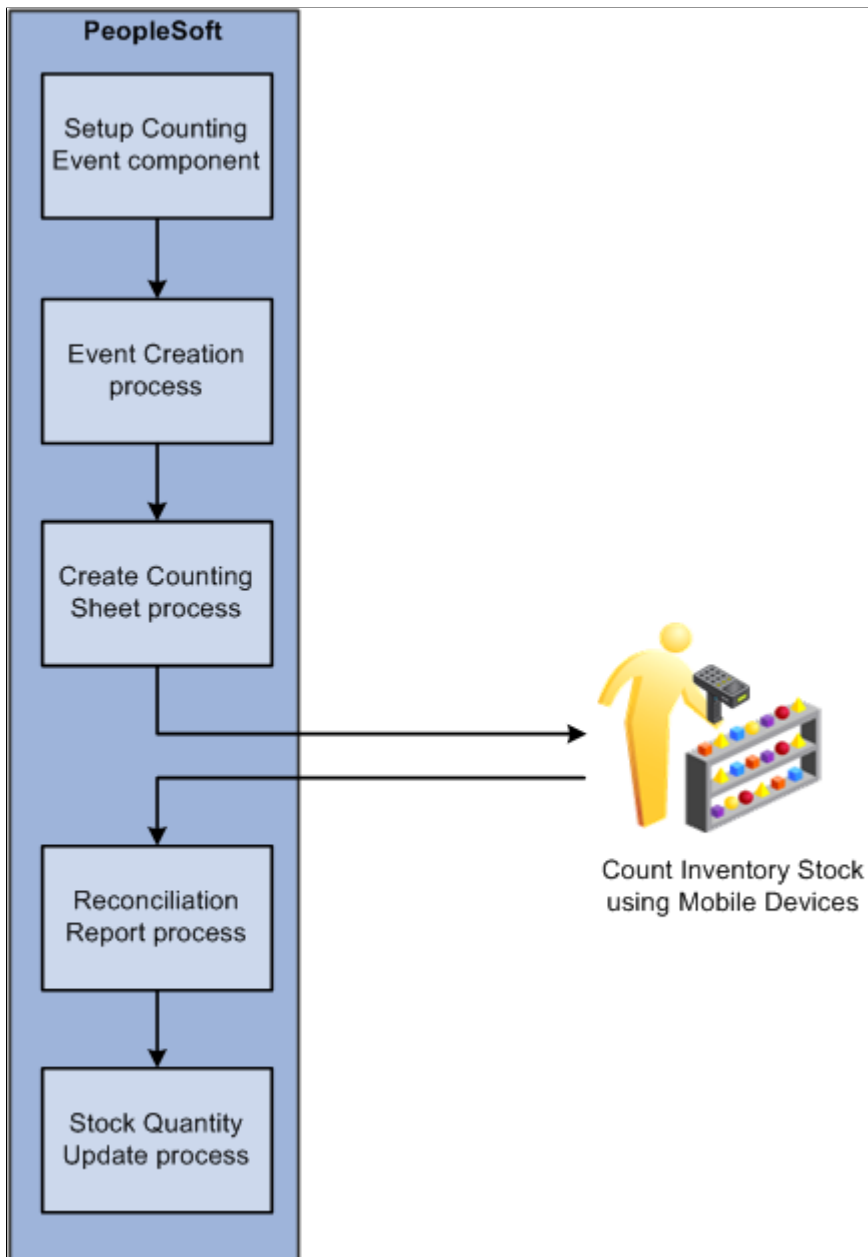 PeopleSoft
Setup Counting
Event component
Event Creation
process
Create Counting
Sheet process
Count Inventory Stock
using Mobile Devices
Reconciliation
Report process
Stock Quantity
Update process